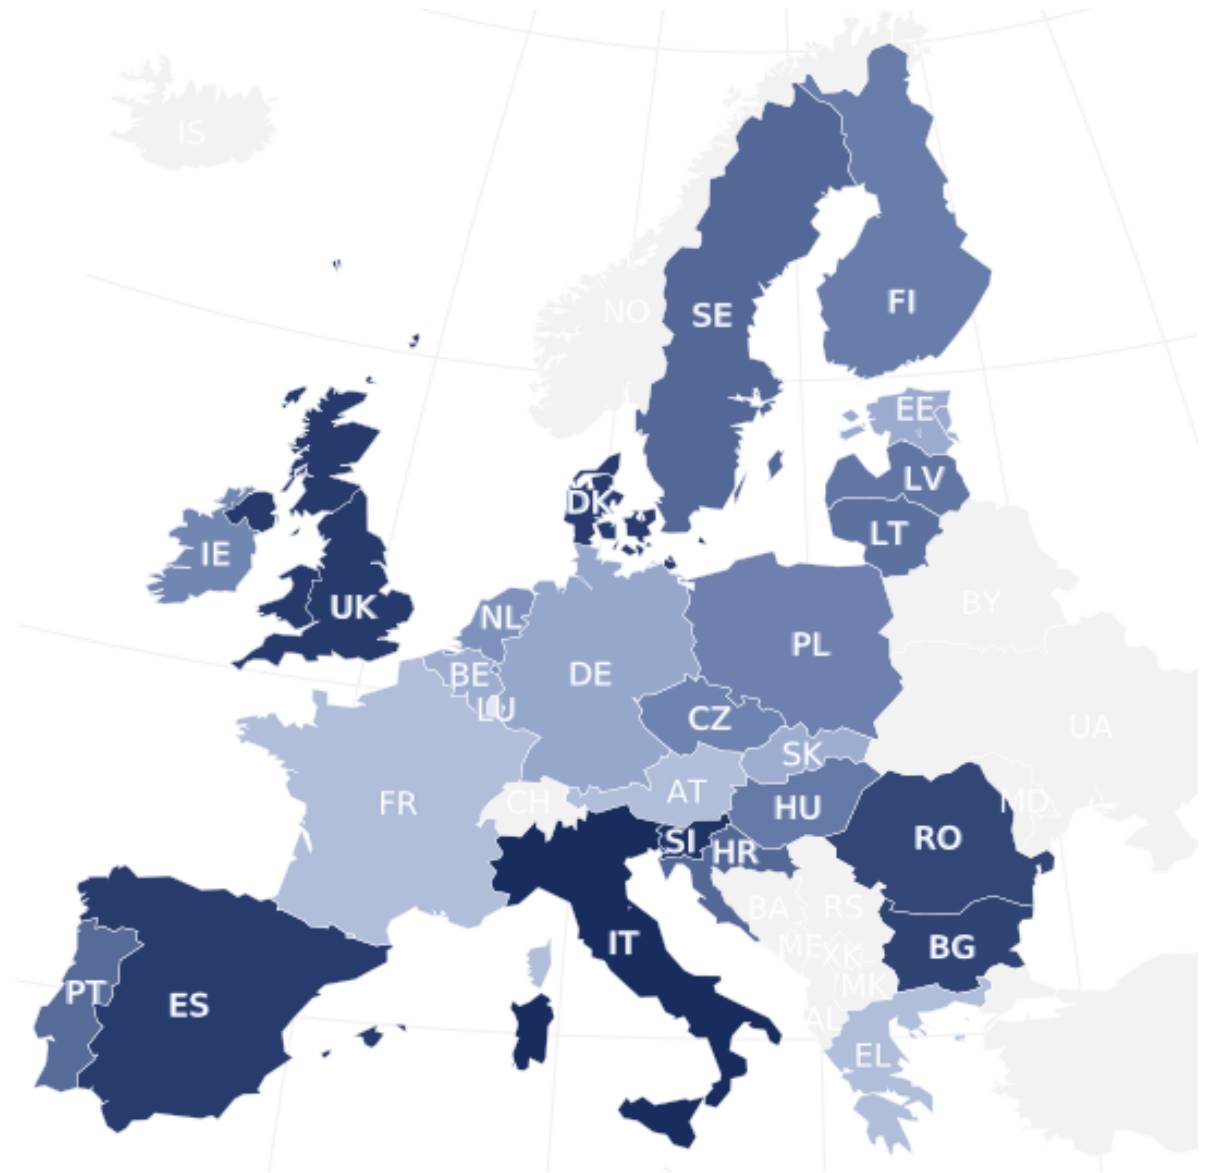 IS
NO
SE
FI
EE
LV
LT
DK
IE
UK
NL
BY
PL
BE
DE
LU
CZ
UA
SK
FR
CH
AT
HU
MD
SI
HR
RO
BA
RS
IT
ME
XK
BG
MK
PT
ES
AL
EL